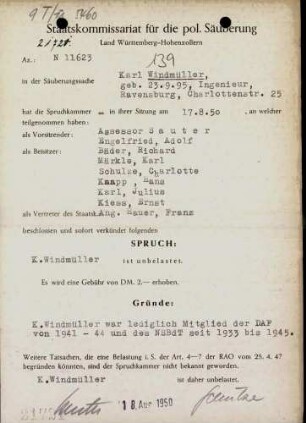 Staatskommissariat für die pol. Säuberung
Land Württemberg-Hohenzollern
Az.: N 11623
139
in der Säuberungssache
Karl Windmüller,
geb. 23.9.95, Ingenieur,
Ravensburg, Charlottenstr. 25
hat die Spruchkammer – in ihrer Sitzung am 17.8.50, an welcher
teilgenommen haben:
als Vorsitzender: Assessor Sauter
als Beisitzer: Engelfried, Adolf
Bäder, Richard
Märkle, Karl
Schulze, Charlotte
Knapp, Hans
Karl, Julius
Kiess, Ernst
als Vertreter des Staatsk. Ang. Bauer, Franz
beschlossen und sofort verkündet folgenden
SPRUCH:
K.Windmüller ist unbelastet.
Es wird eine Gebühr von DM. 2.— erhoben.
Gründe:
K.Windmüller war lediglich Mitglied der DAF
von 1941 - 44 und des NSBdT seit 1933 bis 1945.
Weitere Tatsachen, die eine Belastung i. S. der Art. 4—7 der RAO vom 25. 4. 47
begründen könnten, sind der Spruchkammer nicht bekannt geworden.
K.Windmüller ist daher unbelastet.
1950